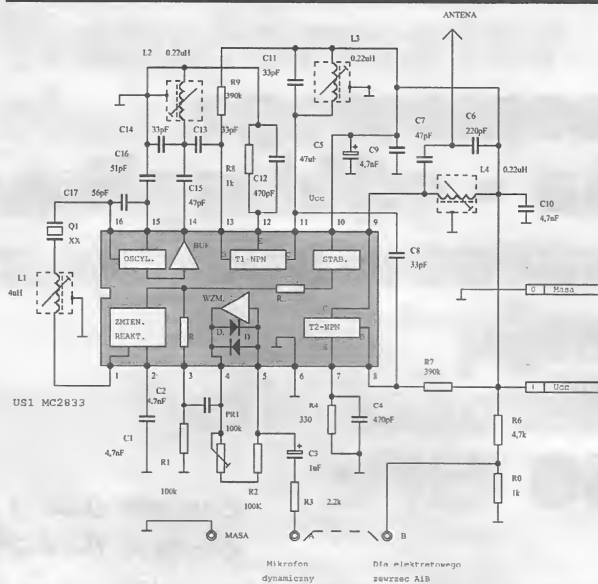 ANTENA
L2 0.22uH
C11
33pF
L3
0.22uH
R9
390k
C7
47pF
C6
220pF
C14
33pF
C13
33pF
C5
47uF
C9
4,7nF
L4
0.22uH
C16
51pF
R8
1k
C12
470pF
C15
47pF
Ucc
C10
4,7nF
C17
56pF
Q1
XX
16 15 14 13 12 11 10 9
C8
33pF
L1
4uH
OSCYL.
BUF
T1-NPN
E
STAB.
0 Masa
WZM.
R
ZMIEN.
REAKT.
R
D
D
C
T2-NPN
E
R7
390k
1 Ucc
1 2 3 4 5 6 7 8
US1 MC2833
C2
4,7nF
PR1
100k
R4
330
C4
470pF
R6
4,7k
C1
4,7nF
R1
100k
R2
100K
C3
1uF
R3 2.2k
R0
1k
MASA
A
B
Mikrofon
dynamiczny
Dla elektretowego
zewrzec AiB